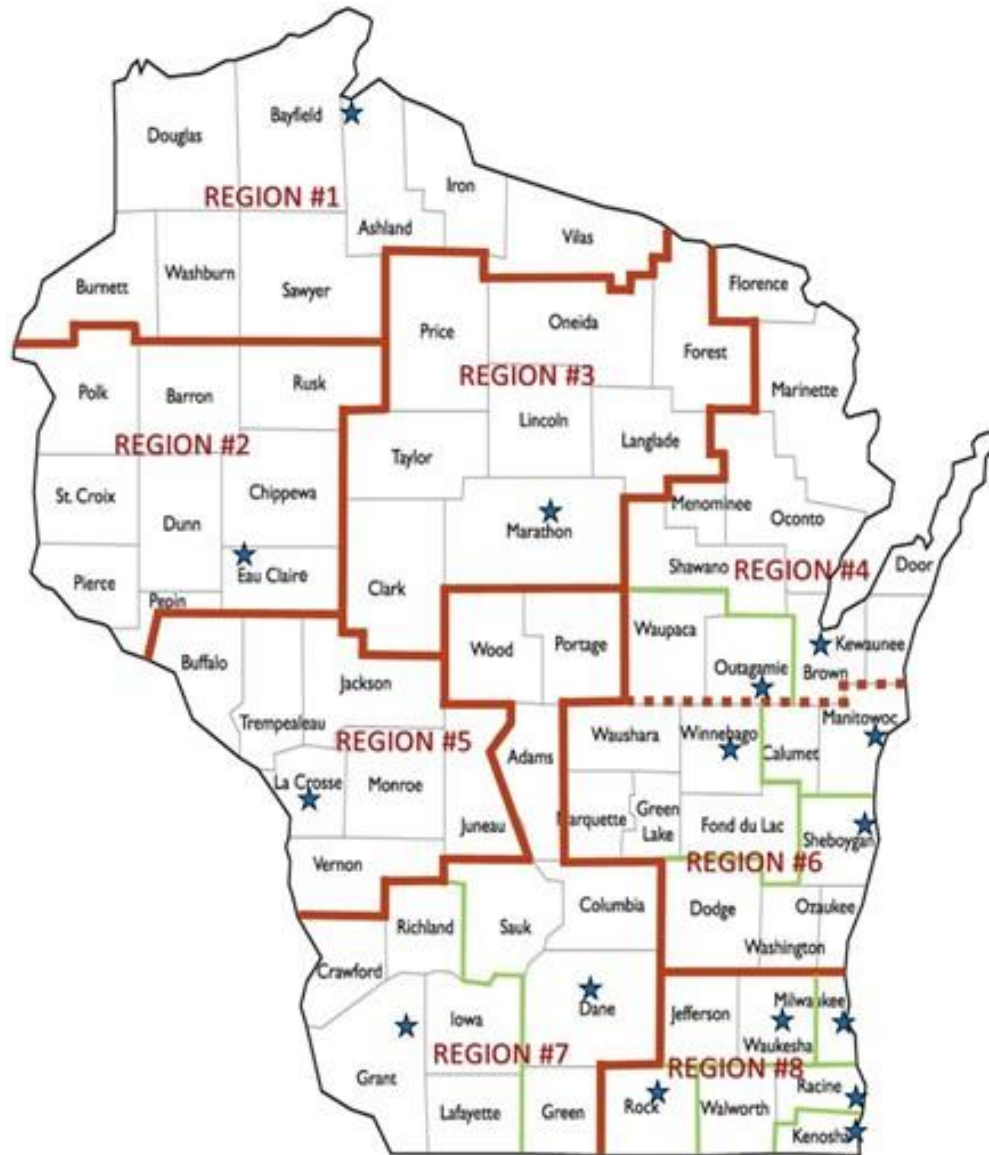 Bayfield
Douglas
Iron
REGION #1
Ashland
Vilas
Washburn
Burnett
Sawyer
Florence
Price
Oneida
Forest
Polk
Barron
Rusk
REGION #3
Marinette
Lincoln
REGION #2
Taylor
Langlade
St. Croix
Chippewa
Dunn
Marathon
Menominee
Oconto
Pierce
Eau Claire
Clark
Shawano
REGION #4
Door
Pepin
Wood
Portage
Waupaca
Buffalo
Outagamie
Brown
Kewaunee
Jackson
Trempealeau
REGION #5
Adams
Waushara
Winnebago
Calumet
Manitowoc
La Crosse
Monroe
Juneau
Marquette
Green
Lake
Fond du Lac
Sheboygan
Vernon
REGION #6
Richland
Sauk
Columbia
Dodge
Ozaukee
Washington
Crawford
Iowa
Dane
Jefferson
Milwaukee
Waukesha
Grant
REGION #7
REGION #8
Lafayette
Green
Rock
Walworth
Racine
Kenosha